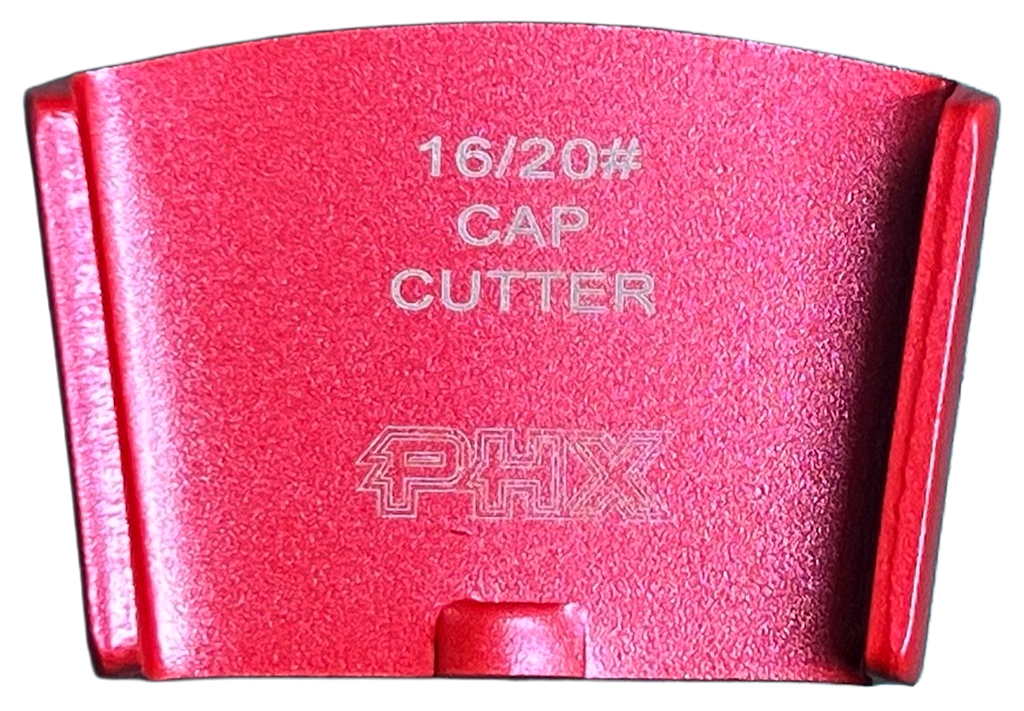 16/20#
CAP
CUTTER
PHX